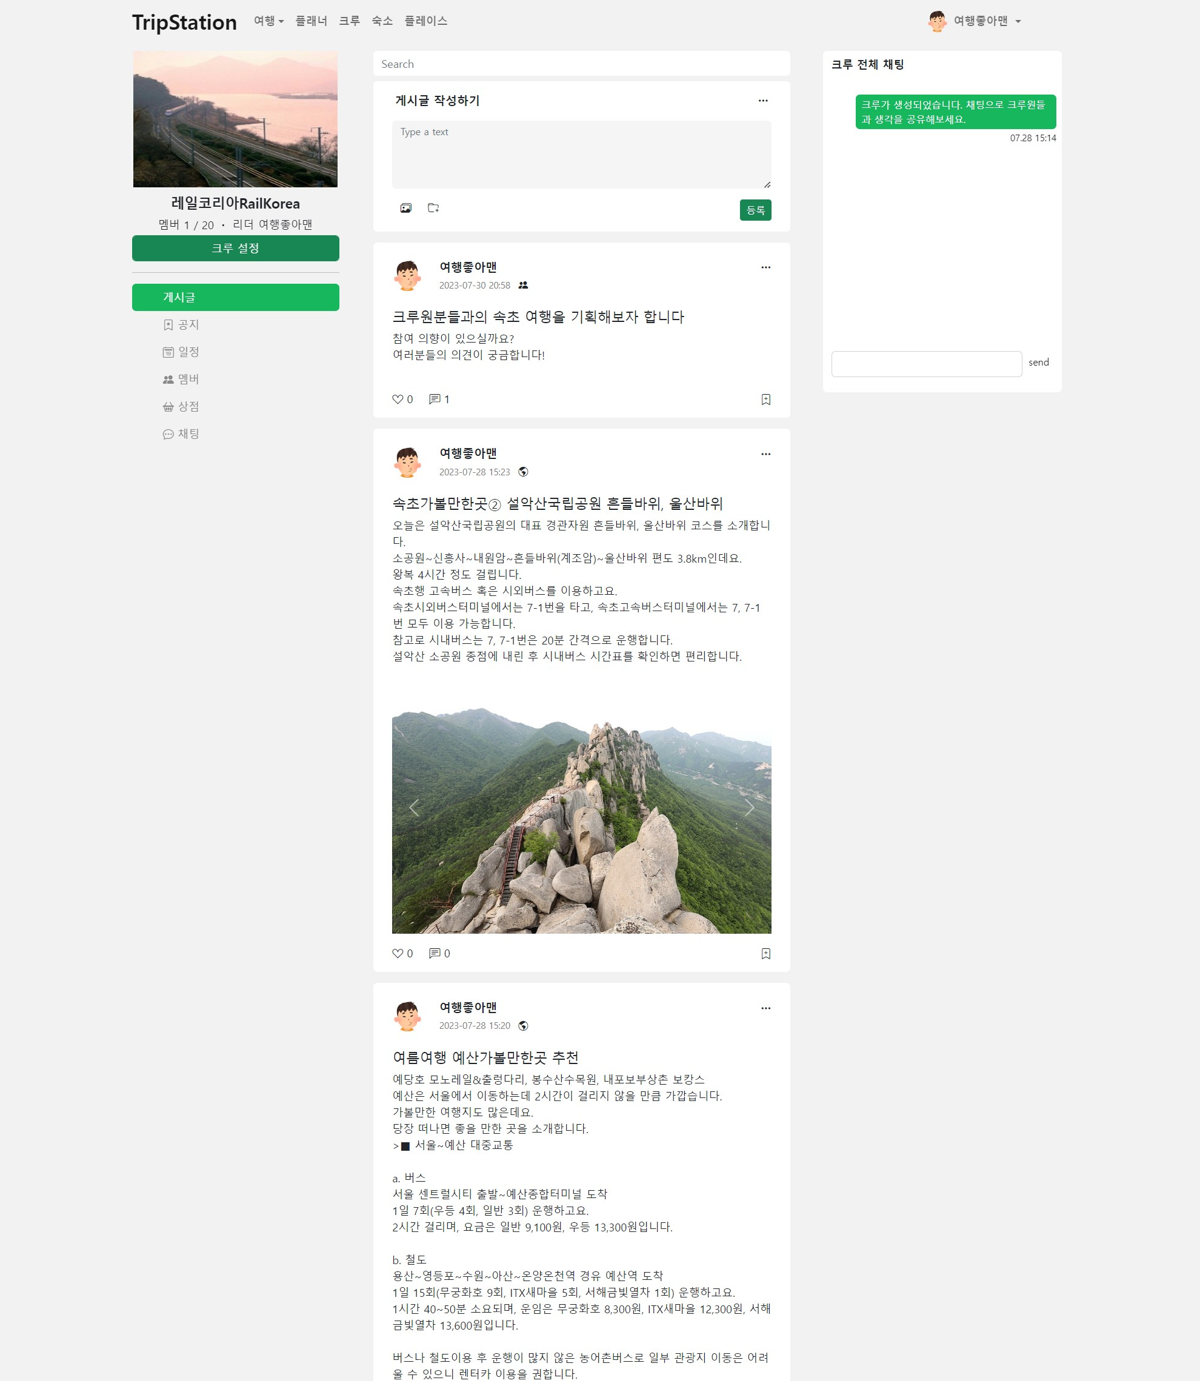 TripStation 여행 플래너 크루 숙소 플레이스 여행좋아맨
레일코리아RailKorea
멤버 1 / 20 · 리더 여행좋아맨
크루 설정
게시글
공지
일정
멤버
상점
채팅
Search
게시글 작성하기
Type a text
등록
여행좋아맨
2023-07-30 20:58
크루원분들과의 속초 여행을 기획해보자 합니다
참여 의향이 있으실까요?
여러분들의 의견이 궁금합니다!
0 1
여행좋아맨
2023-07-28 15:23
속초가볼만한곳② 설악산국립공원 흔들바위, 울산바위
오늘은 설악산국립공원의 대표 경관자원 흔들바위, 울산바위 코스를 소개합니
다.
소공원~신흥사~내원암~흔들바위(계조암)~울산바위 편도 3.8km인데요.
왕복 4시간 정도 걸립니다.
속초행 고속버스 혹은 시외버스를 이용하고요.
속초시외버스터미널에서는 7-1번을 타고, 속초고속버스터미널에서는 7, 7-1
번 모두 이용 가능합니다.
참고로 시내버스는 7, 7-1번은 20분 간격으로 운행합니다.
설악산 소공원 종점에 내린 후 시내버스 시간표를 확인하면 편리합니다.
0 0
여행좋아맨
2023-07-28 15:20
여름여행 예산가볼만한곳 추천
예당호 모노레일&출렁다리, 봉수산수목원, 내포보부상촌 보캉스
예산은 서울에서 이동하는데 2시간이 걸리지 않을 만큼 가깝습니다.
가볼만한 여행지도 많은데요.
당장 떠나면 좋을 만한 곳을 소개합니다.
>■ 서울~예산 대중교통
a. 버스
서울 센트럴시티 출발~예산종합터미널 도착
1일 7회(우등 4회, 일반 3회) 운행하고요.
2시간 걸리며, 요금은 일반 9,100원, 우등 13,300원입니다.
b. 철도
용산~영등포~수원~아산~온양온천역 경유 예산역 도착
1일 15회(무궁화호 9회, ITX새마을 5회, 서해금빛열차 1회) 운행하고요.
1시간 40~50분 소요되며, 운임은 무궁화호 8,300원, ITX새마을 12,300원, 서해
금빛열차 13,600원입니다.
버스나 철도이용 후 운행이 많지 않은 농어촌버스로 일부 관광지 이동은 어려
울 수 있으니 렌터카 이용을 권합니다.
크루 전체 채팅
크루가 생성되었습니다. 채팅으로 크루원들
과 생각을 공유해보세요.
07.28 15:14
send